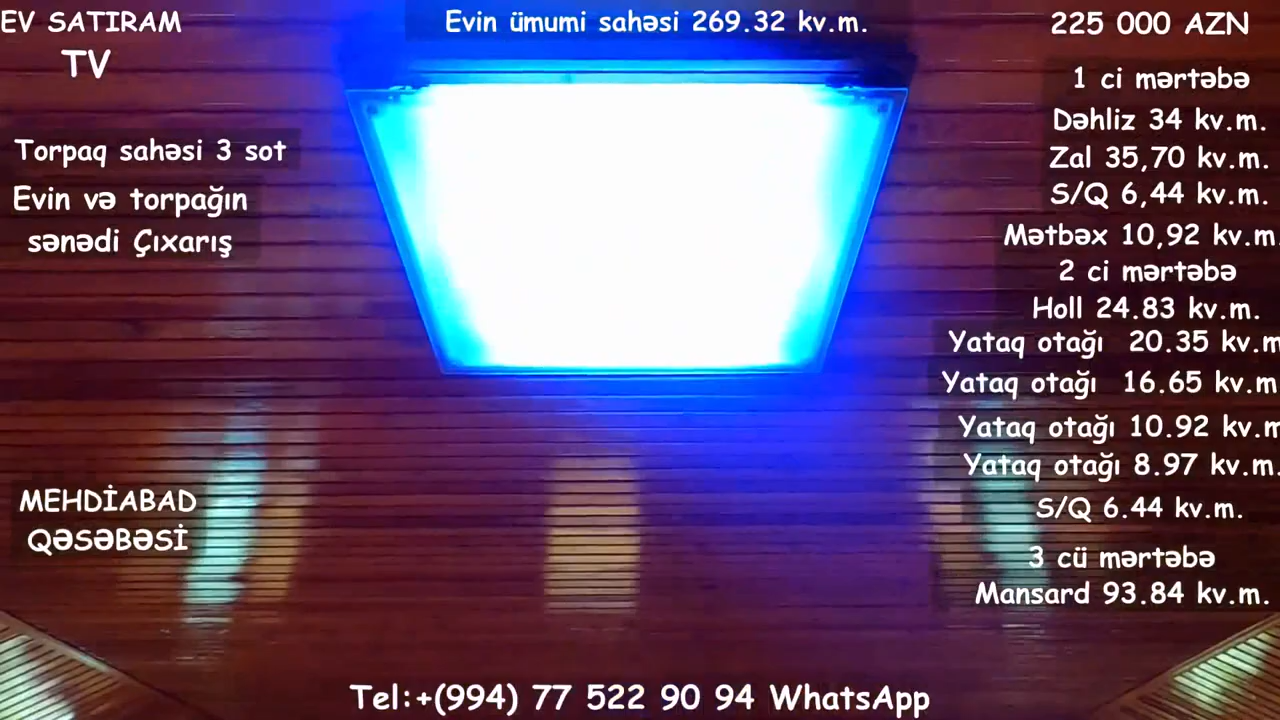 EV SATIRAM
TV
Evin ümumi sahəsi 269.32 kv.m.
225 000 AZN
Torpaq sahəsi 3 sot
Evin və torpağın
sənədi Çıxarış
MEHDİABAD
QƏSƏBƏSİ
1 ci mərtəbə
Dəhliz 34 kv.m.
Zal 35,70 kv.m.
S/Q 6,44 kv.m.
Mətbəx 10,92 kv.m.
2 ci mərtəbə
Holl 24.83 kv.m.
Yataq otağı 20.35 kv.m
Yataq otağı 16.65 kv.m
Yataq otağı 10.92 kv.m
Yataq otağı 8.97 kv.m.
S/Q 6.44 kv.m.
3 cü mərtəbə
Mansard 93.84 kv.m.
Tel:+(994) 77 522 90 94 WhatsApp